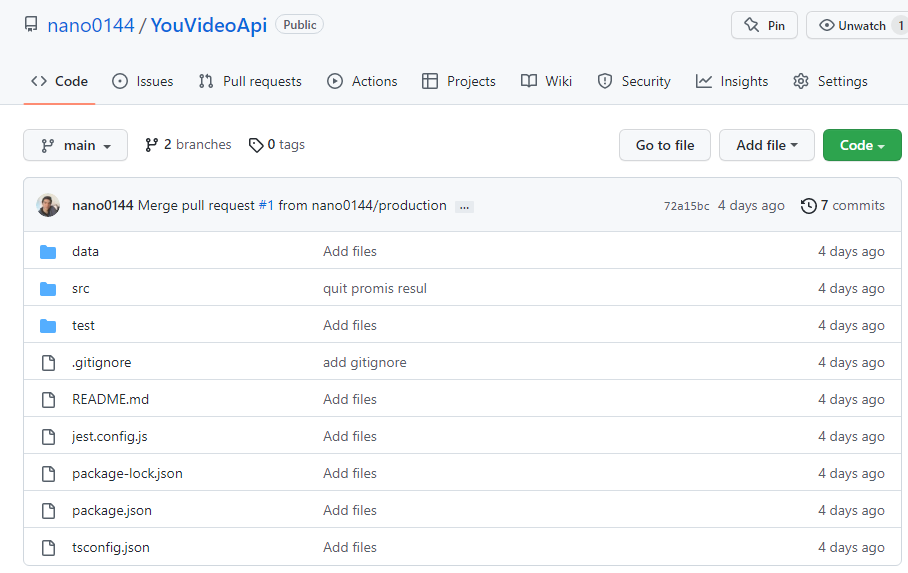 nano0144 / YouVideoApi Public Pin Unwatch 1
Code Issues Pull requests Actions Projects Wiki Security Insights Settings
main 2 branches 0 tags Go to file Add file Code
nano0144 Merge pull request #1 from nano0144/production ... 72a15bc 4 days ago 7 commits
data Add files 4 days ago
src quit promis resul 4 days ago
test Add files 4 days ago
.gitignore add gitignore 4 days ago
README.md Add files 4 days ago
jest.config.js Add files 4 days ago
package-lock.json Add files 4 days ago
package.json Add files 4 days ago
tsconfig.json Add files 4 days ago